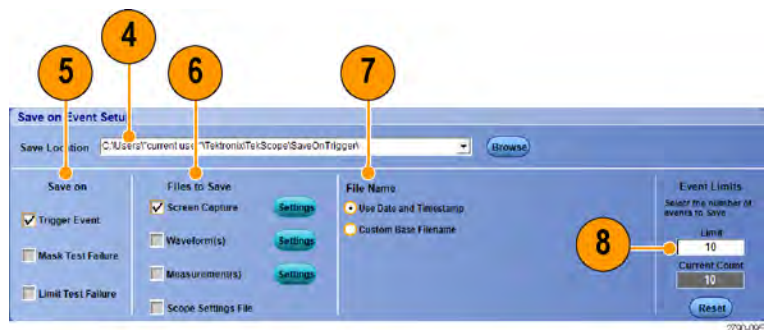 4
5
6
7
Save on Event Setup
Save Location C:\Users\"current user"\Tektronix\TekScope\SaveOnTrigger\ Browse
Save on
Trigger Event
Mask Test Failure
Limit Test Failure
Files to Save
Screen Capture Settings
Waveform(s) Settings
Measurement(s) Settings
Scope Settings File
File Name
Use Date and Timestamp
Custom Base Filename
8
Event Limits
Select the number of
events to save
Limit
10
Current Count
10
Reset